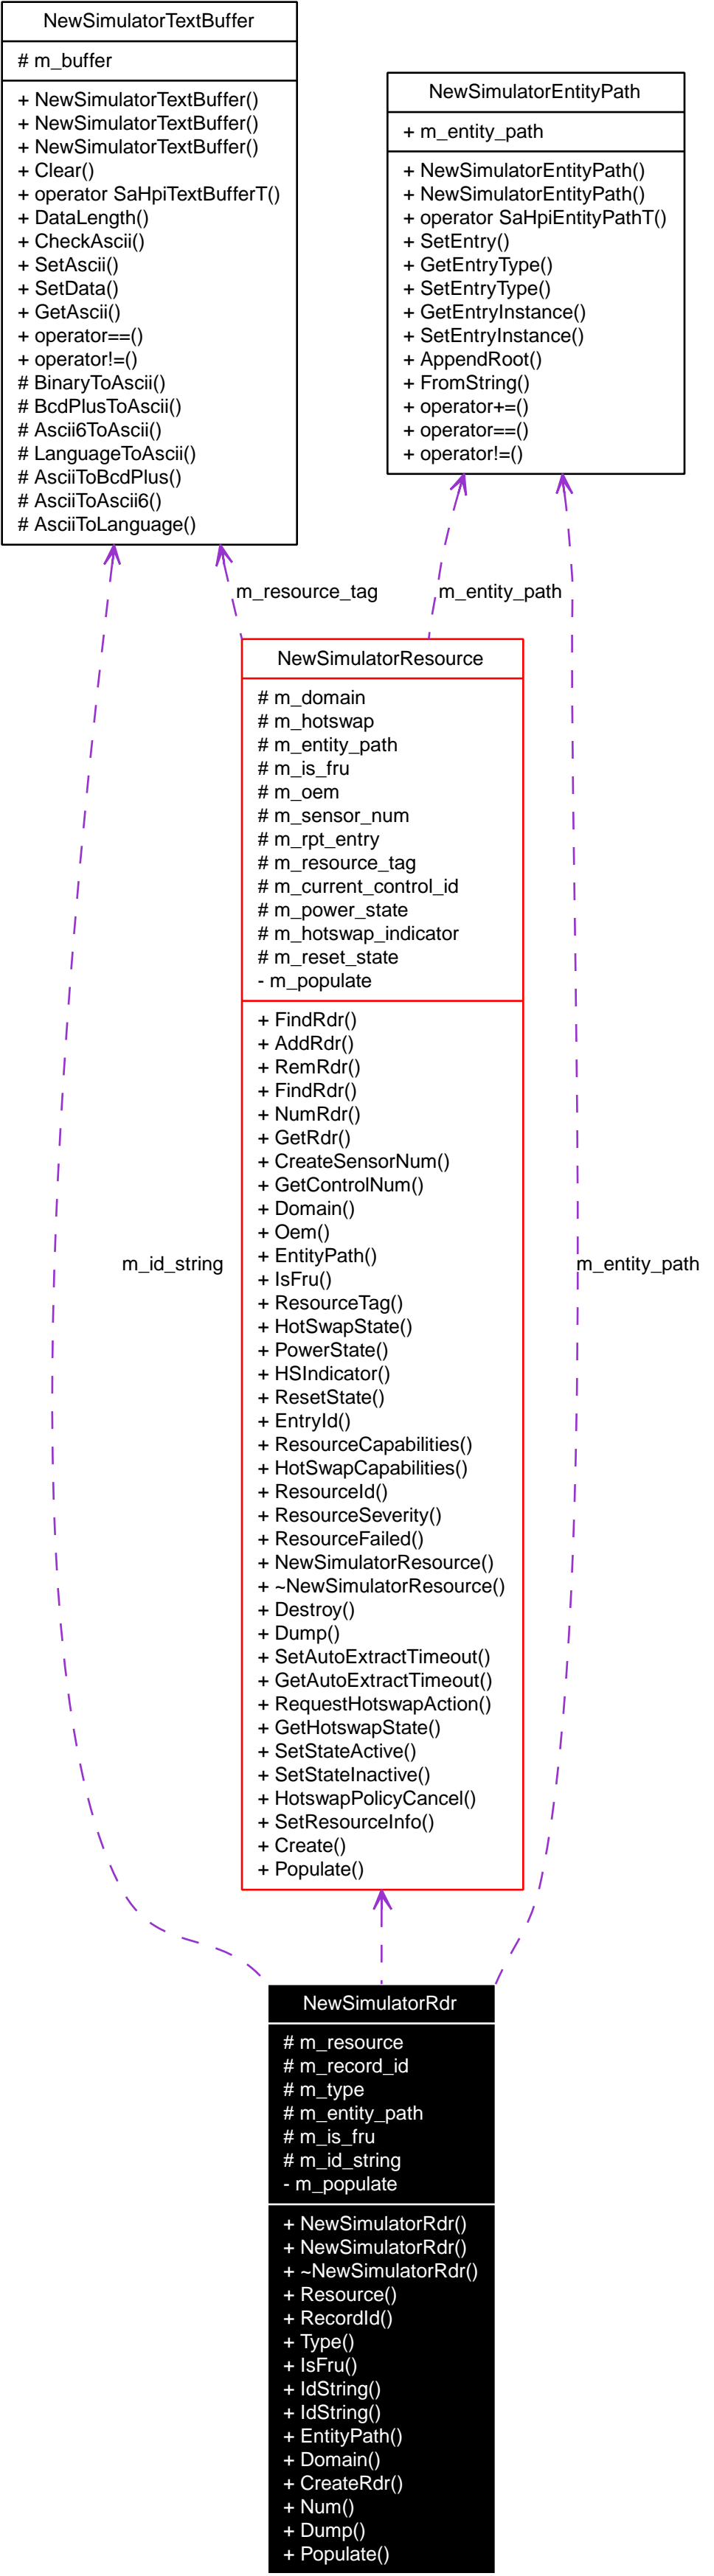 NewSimulatorTextBuffer
# m_buffer
+ NewSimulatorTextBuffer()
+ NewSimulatorTextBuffer()
+ NewSimulatorTextBuffer()
+ Clear()
+ operator SaHpiTextBufferT()
+ DataLength()
+ CheckAscii()
+ SetAscii()
+ SetData()
+ GetAscii()
+ operator==()
+ operator!=()
# BinaryToAscii()
# BcdPlusToAscii()
# Ascii6ToAscii()
# LanguageToAscii()
# AsciiToBcdPlus()
# AsciiToAscii6()
# AsciiToLanguage()
NewSimulatorEntityPath
+ m_entity_path
+ NewSimulatorEntityPath()
+ NewSimulatorEntityPath()
+ operator SaHpiEntityPathT()
+ SetEntry()
+ GetEntryType()
+ SetEntryType()
+ GetEntryInstance()
+ SetEntryInstance()
+ AppendRoot()
+ FromString()
+ operator+=()
+ operator==()
+ operator!=()
m_resource_tag
m_entity_path
NewSimulatorResource
# m_domain
# m_hotswap
# m_entity_path
# m_is_fru
# m_oem
# m_sensor_num
# m_rpt_entry
# m_resource_tag
# m_current_control_id
# m_power_state
# m_hotswap_indicator
# m_reset_state
- m_populate
+ FindRdr()
+ AddRdr()
+ RemRdr()
+ FindRdr()
+ NumRdr()
+ GetRdr()
+ CreateSensorNum()
+ GetControlNum()
+ Domain()
+ Oem()
+ EntityPath()
+ IsFru()
+ ResourceTag()
+ HotSwapState()
+ PowerState()
+ HSIndicator()
+ ResetState()
+ EntryId()
+ ResourceCapabilities()
+ HotSwapCapabilities()
+ ResourceId()
+ ResourceSeverity()
+ ResourceFailed()
+ NewSimulatorResource()
+ ~NewSimulatorResource()
+ Destroy()
+ Dump()
+ SetAutoExtractTimeout()
+ GetAutoExtractTimeout()
+ RequestHotswapAction()
+ GetHotswapState()
+ SetStateActive()
+ SetStateInactive()
+ HotswapPolicyCancel()
+ SetResourceInfo()
+ Create()
+ Populate()
m_id_string
m_entity_path
NewSimulatorRdr
# m_resource
# m_record_id
# m_type
# m_entity_path
# m_is_fru
# m_id_string
- m_populate
+ NewSimulatorRdr()
+ NewSimulatorRdr()
+ ~NewSimulatorRdr()
+ Resource()
+ RecordId()
+ Type()
+ IsFru()
+ IdString()
+ IdString()
+ EntityPath()
+ Domain()
+ CreateRdr()
+ Num()
+ Dump()
+ Populate()